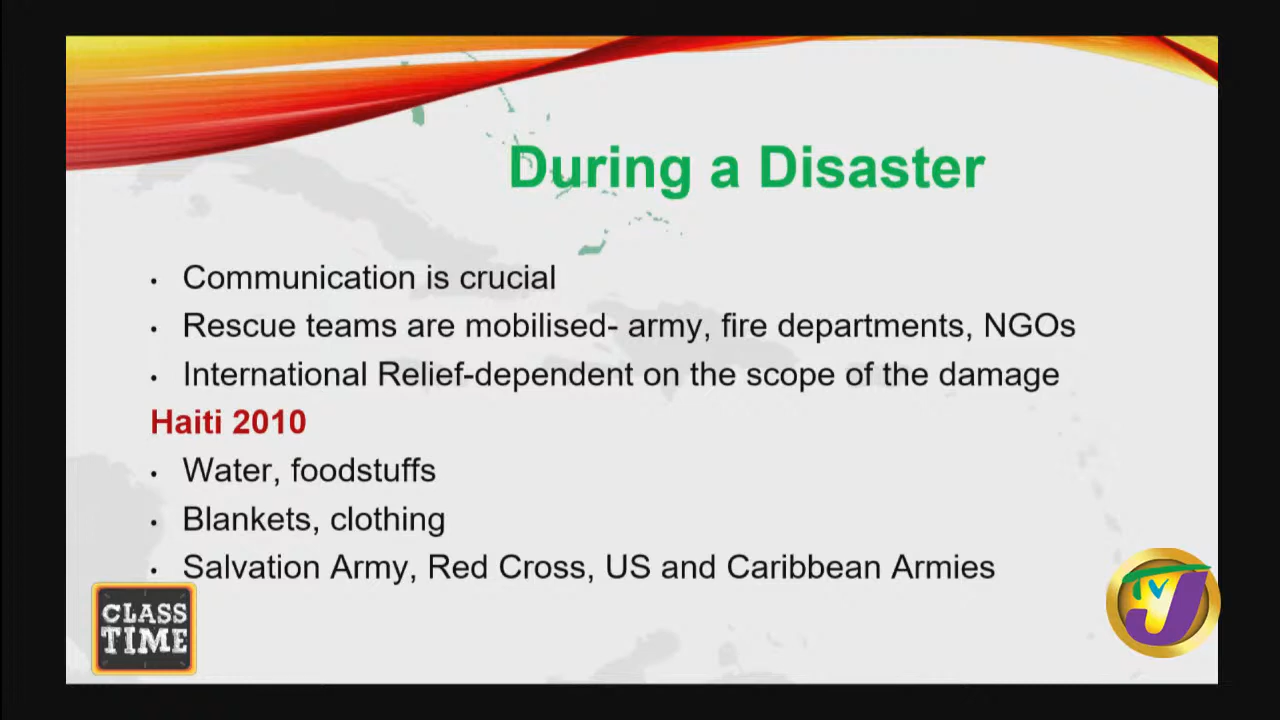 During a Disaster
• Communication is crucial
• Rescue teams are mobilised- army, fire departments, NGOs
• International Relief-dependent on the scope of the damage
Haiti 2010
• Water, foodstuffs
• Blankets, clothing
• Salvation Army, Red Cross, US and Caribbean Armies
CLASS
TIME
TVJ